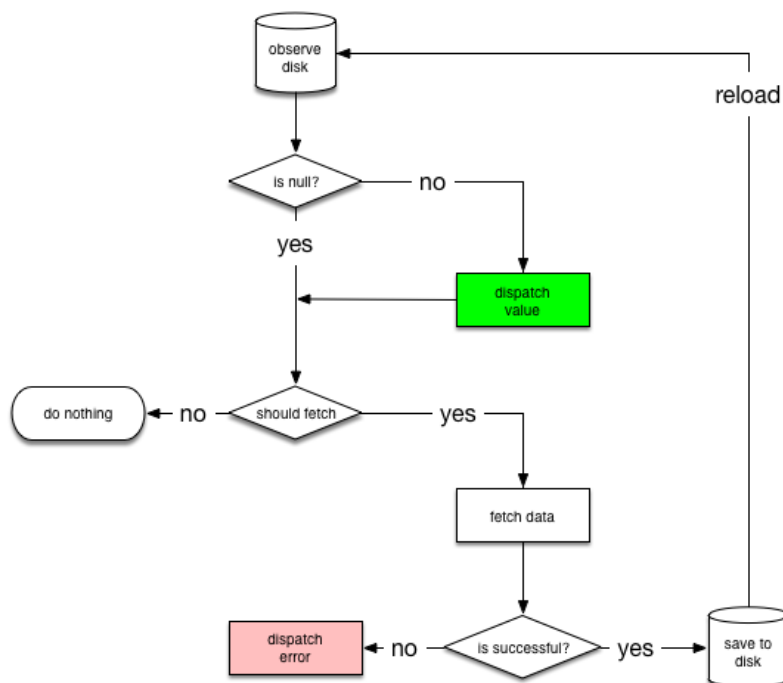 observe
disk
reload
is null?
no
yes
dispatch
value
do nothing
no
should fetch
yes
fetch data
dispatch
error
no
is successful?
yes
save to
disk